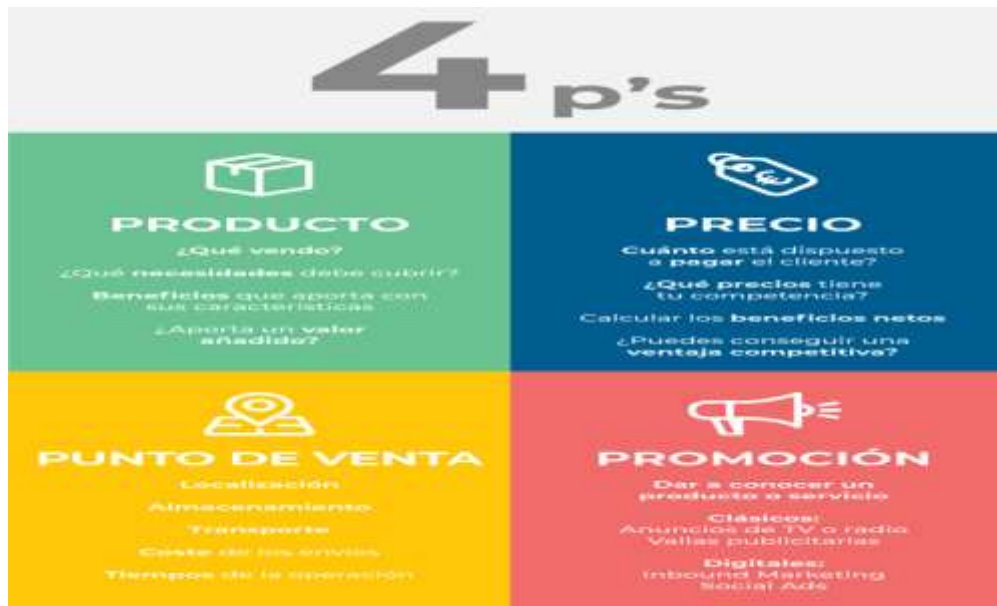 4 p's
PRODUCTO
¿Qué vendo?
¿Qué necesidades debe cubrir?
Beneficios que aporta con
sus características
¿Aporta un valor
añadido?
PRECIO
Cuánto está dispuesto
a pagar el cliente?
¿Qué precios tiene
tu competencia?
Calcular los beneficios netos
¿Puedes conseguir una
ventaja competitiva?
PUNTO DE VENTA
Localización
Almacenamiento
Transporte
Coste de los envíos
Tiempos de la operación
PROMOCIÓN
Dar a conocer un
producto o servicio
Clásicos:
Anuncios de TV o radio
Vallas publicitarias
Digitales:
Inbound Marketing
Social Ads